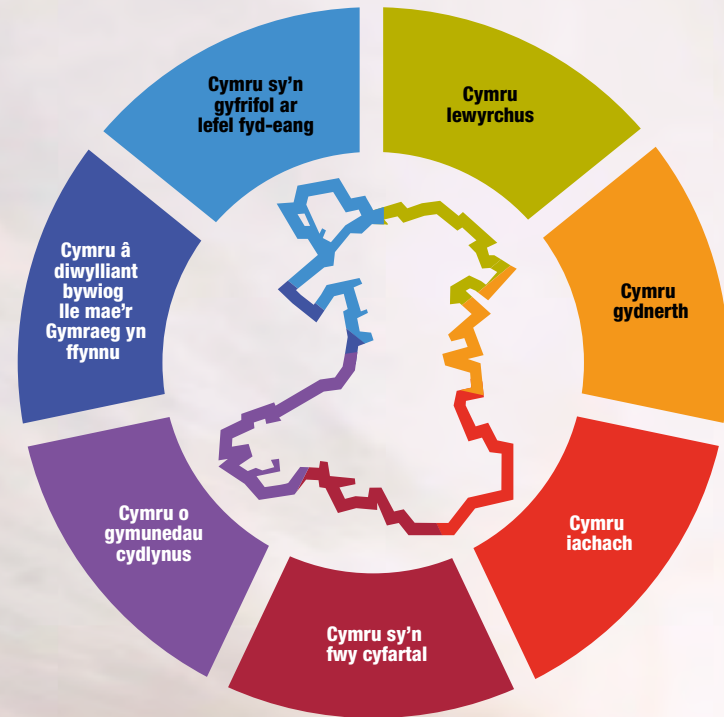 Cymru sy'n
gyfrifol ar
lefel fyd-eang
Cymru
lewyrchus
Cymru
gydnerth
Cymru
iachach
Cymru sy'n
fwy cyfartal
Cymru o
gymunedau
cydlynus
Cymru â
diwylliant
bywiog
lle mae'r
Gymraeg yn
ffynnu